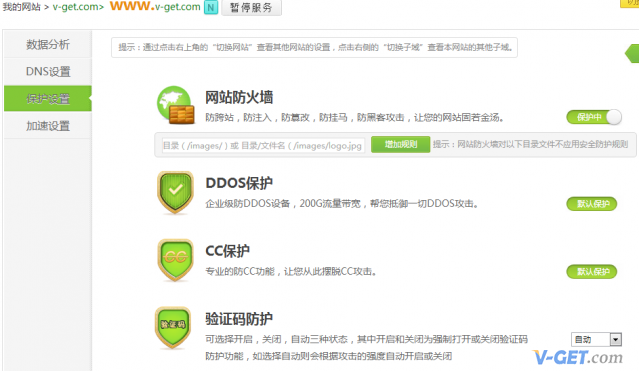 我的网站 > v-get.com> www.v-get.com N 暂停服务
数据分析
DNS设置
保护设置
加速设置
提示：通过点击右上角的“切换网站”查看其他网站的设置，点击右侧的“切换子域”查看本网站的其他子域。
网站防火墙
防跨站，防注入，防篡改，防挂马，防黑客攻击，让您的网站固若金汤。
保护中
目录（/images/）或 目录/文件名（/images/logo.jpg
增加规则
提示：网站防火墙对以下目录文件不应用安全防护规则
DDOS保护
企业级防DDOS设备，200G流量带宽，帮您抵御一切DDOS攻击。
默认保护
CC
CC保护
专业的防CC功能，让您从此摆脱CC攻击。
默认保护
验证码
验证码防护
可选择开启，关闭，自动三种状态，其中开启和关闭为强制打开或关闭验证码
防护功能，如选择自动则会根据攻击的强度自动开启或关闭
自动
V-GET.com